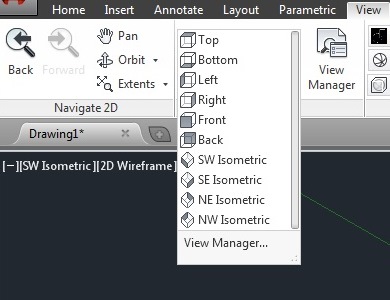 Home Insert Annotate Layout Parametric View
Pan
Orbit
Extents
Back Forward
Navigate 2D
Top
Bottom
Left
Right
Front
Back
SW Isometric
SE Isometric
NE Isometric
NW Isometric
View Manager...
View
Manager
Drawing1*
[−][SW Isometric][2D Wireframe]